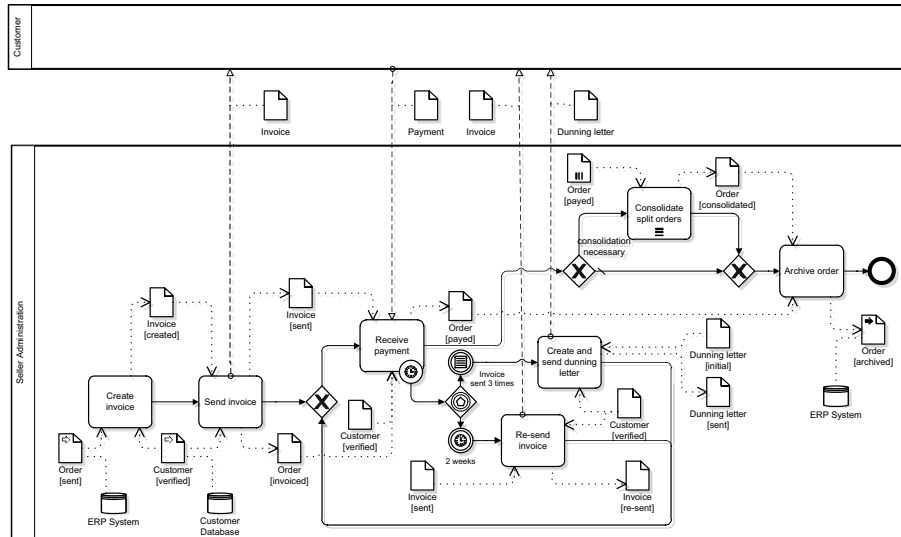 Customer
Invoice
Payment
Invoice
Dunning letter
Seller Administration
Order
[payed]
Consolidate
split orders
Order
[consolidated]
consolidation
necessary
Archive order
Invoice
[created]
Invoice
[sent]
Receive
payment
Order
[payed]
Invoice
sent 3 times
Create and
send dunning
letter
Dunning letter
[initial]
Order
[archived]
Create
invoice
Send invoice
Customer
[verified]
Dunning letter
[sent]
ERP System
Re-send
invoice
Customer
[verified]
2 weeks
Order
[sent]
Customer
[verified]
Order
[invoiced]
Invoice
[sent]
Invoice
[re-sent]
ERP System
Customer
Database